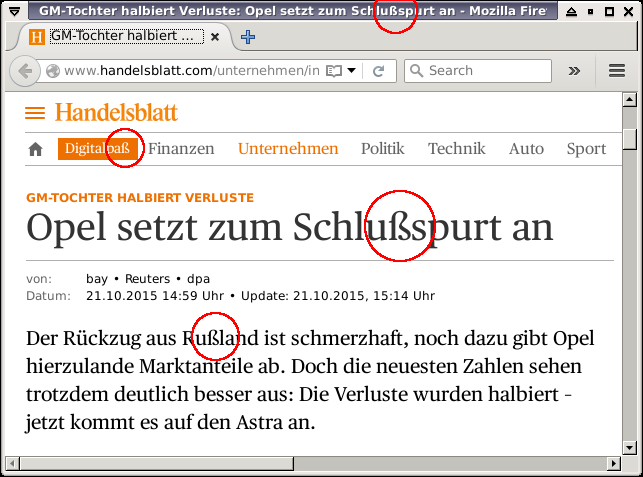 GM-Tochter halbiert Verluste: Opel setzt zum Schlußspurt an - Mozilla Fire
GM-Tochter halbiert ...
www.handelsblatt.com/unternehmen/in
Search
Handelsblatt
Digitalpaß Finanzen Unternehmen Politik Technik Auto Sport
GM-TOCHTER HALBIERT VERLUSTE
Opel setzt zum Schlußspurt an
von: bay • Reuters • dpa
Datum: 21.10.2015 14:59 Uhr • Update: 21.10.2015, 15:14 Uhr
Der Rückzug aus Rußland ist schmerzhaft, noch dazu gibt Opel
hierzulande Marktanteile ab. Doch die neuesten Zahlen sehen
trotzdem deutlich besser aus: Die Verluste wurden halbiert –
jetzt kommt es auf den Astra an.